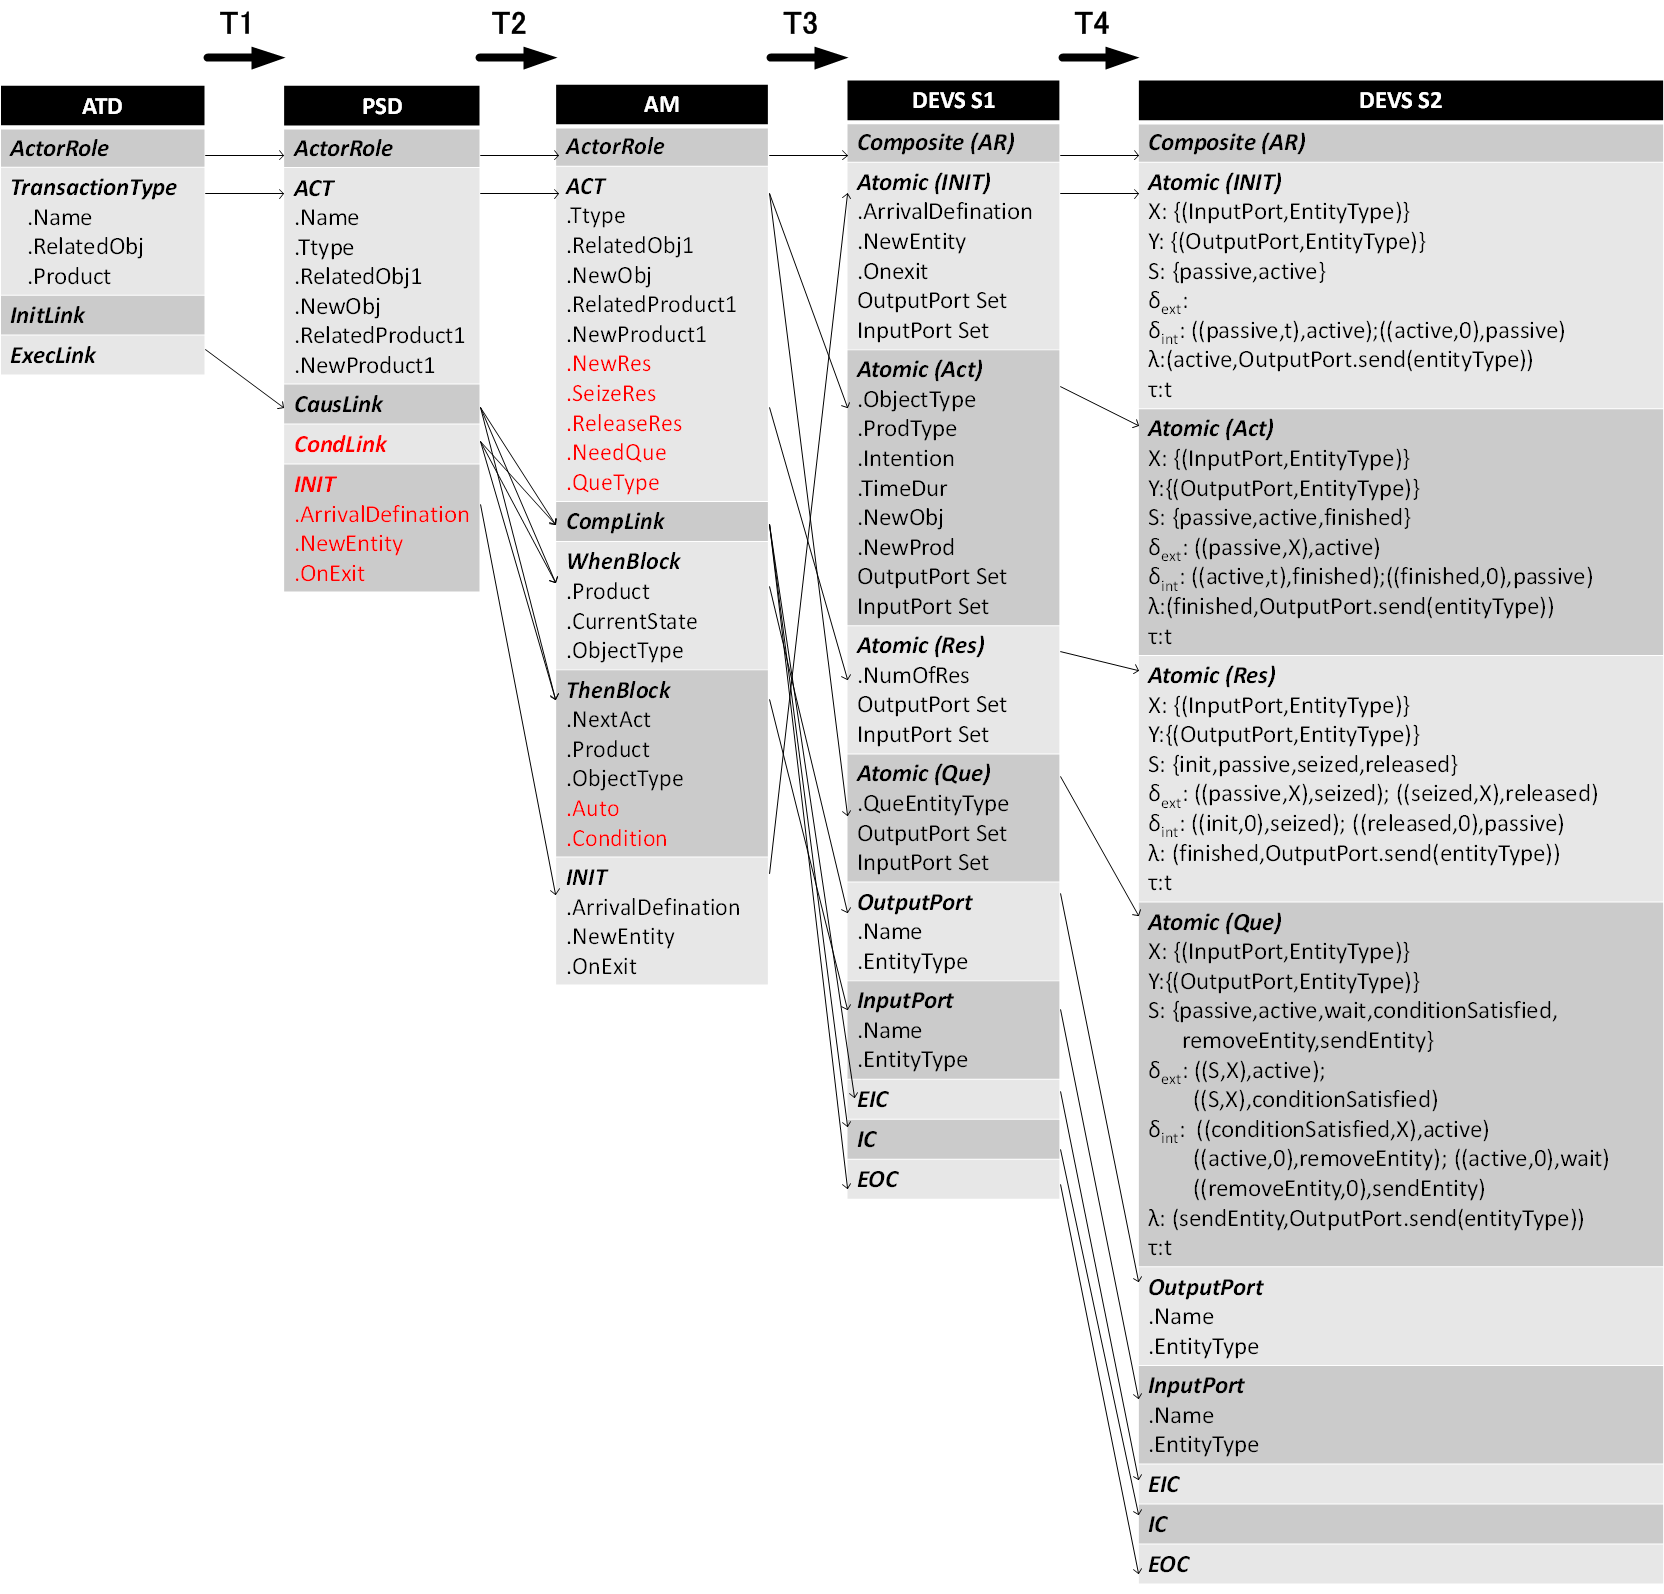 T1
T2
T3
T4
ATD
ActorRole
TransactionType
.Name
.RelatedObj
.Product
InitLink
ExecLink
PSD
ActorRole
ACT
.Name
.Ttype
.RelatedObj1
.NewObj
.RelatedProduct1
.NewProduct1
CausLink
CondLink
INIT
.ArrivalDefination
.NewEntity
.OnExit
AM
ActorRole
ACT
.Ttype
.RelatedObj1
.NewObj
.RelatedProduct1
.NewProduct1
.NewRes
.SeizeRes
.ReleaseRes
.NeedQue
.QueType
CompLink
WhenBlock
.Product
.CurrentState
.ObjectType
ThenBlock
.NextAct
.Product
.ObjectType
.Auto
.Condition
INIT
.ArrivalDefination
.NewEntity
.OnExit
DEVS S1
Composite (AR)
Atomic (INIT)
.ArrivalDefination
.NewEntity
.Onexit
OutputPort Set
InputPort Set
Atomic (Act)
.ObjectType
.ProdType
.Intention
.TimeDur
.NewObj
.NewProd
OutputPort Set
InputPort Set
Atomic (Res)
.NumOfRes
OutputPort Set
InputPort Set
Atomic (Que)
.QueEntityType
OutputPort Set
InputPort Set
OutputPort
.Name
.EntityType
InputPort
.Name
.EntityType
EIC
IC
EOC
DEVS S2
Composite (AR)
Atomic (INIT)
X: {(InputPort,EntityType)}
Y: {(OutputPort,EntityType)}
S: {passive,active}
δext:
δint: ((passive,t),active);((active,0),passive)
λ:(active,OutputPort.send(entityType))
τ:t
Atomic (Act)
X: {(InputPort,EntityType)}
Y:{(OutputPort,EntityType)}
S: {passive,active,finished}
δext: ((passive,X),active)
δint: ((active,t),finished);((finished,0),passive)
λ:(finished,OutputPort.send(entityType))
τ:t
Atomic (Res)
X: {(InputPort,EntityType)}
Y:{(OutputPort,EntityType)}
S: {init,passive,seized,released}
δext: ((passive,X),seized); ((seized,X),released)
δint: ((init,0),seized); ((released,0),passive)
λ: (finished,OutputPort.send(entityType))
τ:t
Atomic (Que)
X: {(InputPort,EntityType)}
Y:{(OutputPort,EntityType)}
S: {passive,active,wait,conditionSatisfied,
removeEntity,sendEntity}
δext: ((S,X),active);
((S,X),conditionSatisfied)
δint: ((conditionSatisfied,X),active)
((active,0),removeEntity); ((active,0),wait)
((removeEntity,0),sendEntity)
λ: (sendEntity,OutputPort.send(entityType))
τ:t
OutputPort
.Name
.EntityType
InputPort
.Name
.EntityType
EIC
IC
EOC